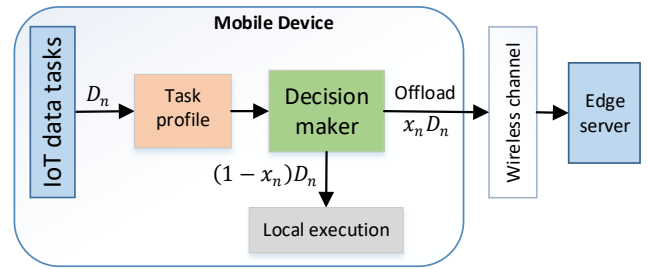 Mobile Device
IoT data tasks
D_n
Task
profile
Decision
maker
Offload
x_n D_n
(1 − x_n)D_n
Local execution
Wireless channel
Edge
server